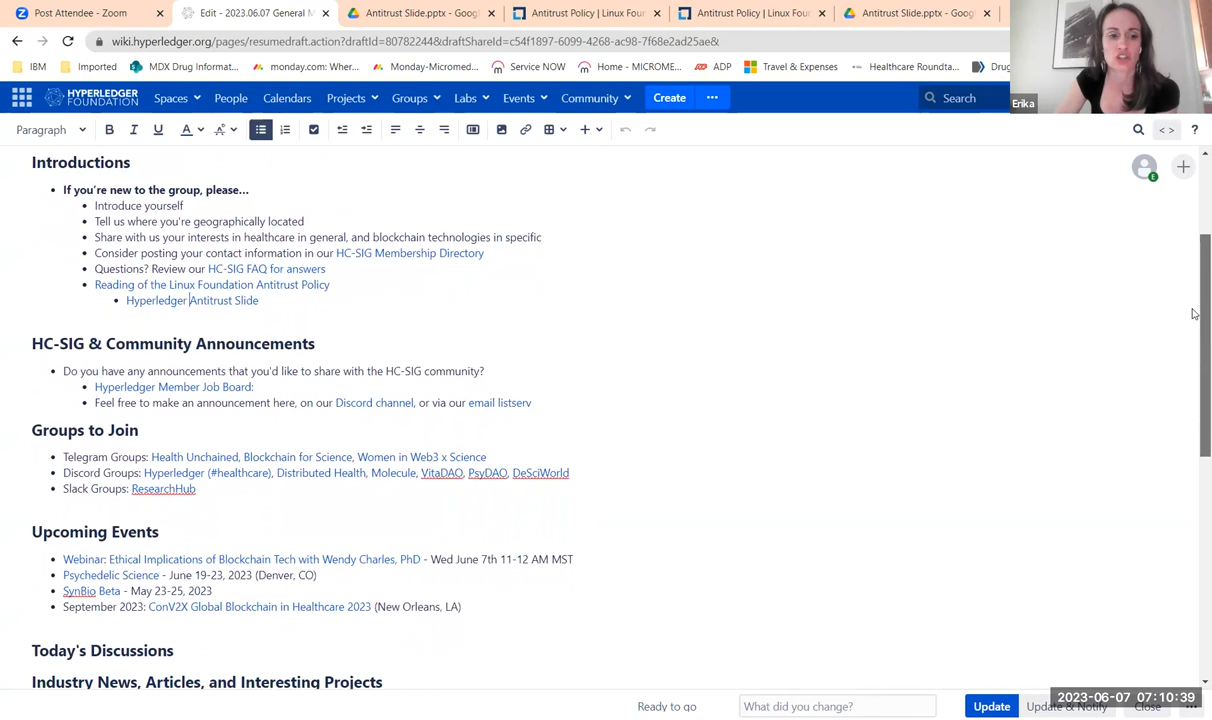 Post Attendee - Zoom
Edit - 2023.06.07 General M
Antitrust Slide.pptx - Goog
Antitrust Policy | Linux Foun
Antitrust Policy | Linux Foun
Antitrust Slide.pptx - Goog
wiki.hyperledger.org/pages/resumedraft.action?draftId=80782244&draftShareId=c54f1897-6099-4268-ac98-7f68e2ad25ae&
IBM
Imported
MDX Drug Informat...
monday.com: Wher...
Monday-Micromed...
Service NOW
Home - MICROME...
ADP
Travel & Expenses
Healthcare Roundta...
Drug
Erika
HYPERLEDGER FOUNDATION
Spaces
People
Calendars
Projects
Groups
Labs
Events
Community
Create
Search
Paragraph
B I U A
Introductions
If you're new to the group, please...
Introduce yourself
Tell us where you're geographically located
Share with us your interests in healthcare in general, and blockchain technologies in specific
Consider posting your contact information in our HC-SIG Membership Directory
Questions? Review our HC-SIG FAQ for answers
Reading of the Linux Foundation Antitrust Policy
Hyperledger Antitrust Slide
HC-SIG & Community Announcements
Do you have any announcements that you'd like to share with the HC-SIG community?
Hyperledger Member Job Board:
Feel free to make an announcement here, on our Discord channel, or via our email listserv
Groups to Join
Telegram Groups: Health Unchained, Blockchain for Science, Women in Web3 x Science
Discord Groups: Hyperledger (#healthcare), Distributed Health, Molecule, VitaDAO, PsyDAO, DeSciWorld
Slack Groups: ResearchHub
Upcoming Events
Webinar: Ethical Implications of Blockchain Tech with Wendy Charles, PhD - Wed June 7th 11-12 AM MST
Psychedelic Science - June 19-23, 2023 (Denver, CO)
SynBio Beta - May 23-25, 2023
September 2023: ConV2X Global Blockchain in Healthcare 2023 (New Orleans, LA)
Today's Discussions
Industry News, Articles, and Interesting Projects
Ready to go
What did you change?
Update
Update & Notify
Close
2023-06-07 07:10:39